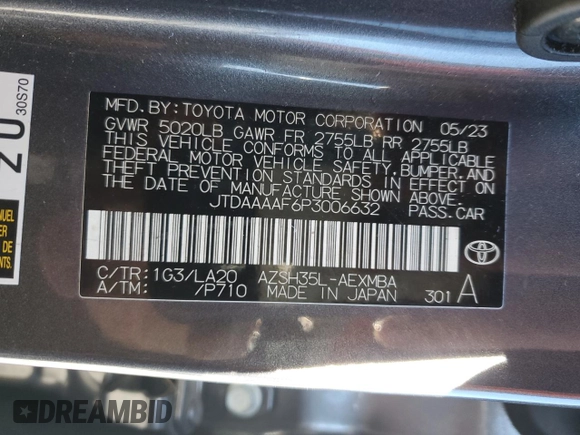 MFD. BY: TOYOTA MOTOR CORPORATION 05/23
GVWR 5020LB GAWR FR 2755LB RR 2755LB
THIS VEHICLE CONFORMS TO ALL APPLICABLE
FEDERAL MOTOR VEHICLE SAFETY, BUMPER, AND
THEFT PREVENTION STANDARDS IN EFFECT ON
THE DATE OF MANUFACTURE SHOWN ABOVE.
JTDAAAAF6P3006632 PASS. CAR
C/TR: 1G3/LA20 AZSH35L-AEXMBA
A/TM: /P710 MADE IN JAPAN 301 A
30S70
DE
DREAMBID